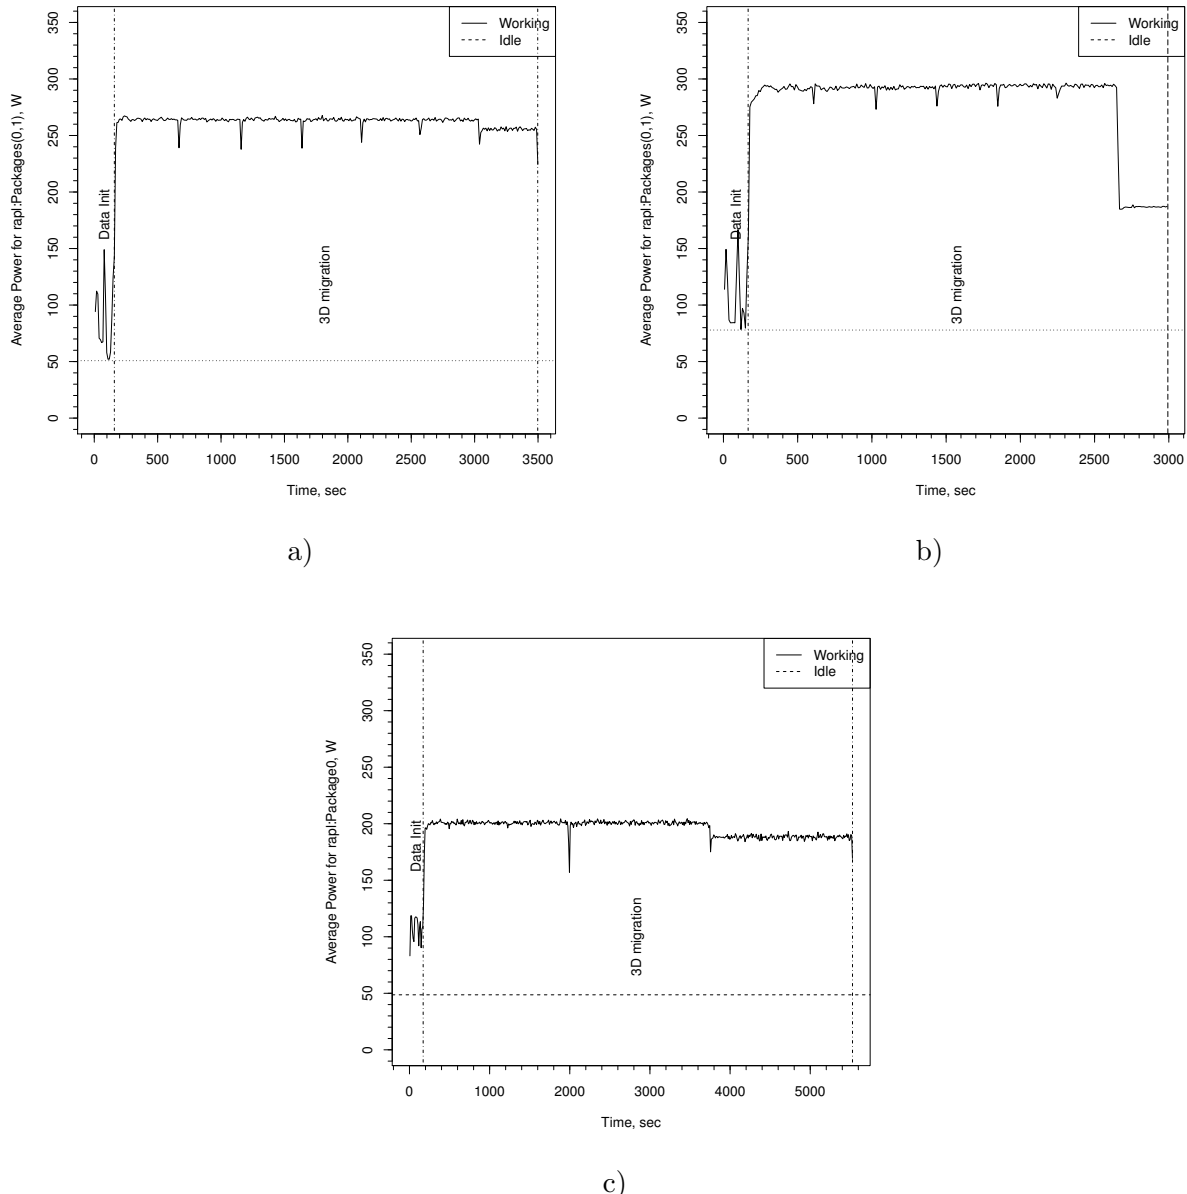 Working
Idle
350
300
250
200
150
100
50
0
Average Power for rapl:Packages(0,1), W
Data Init
3D migration
0 500 1000 1500 2000 2500 3000 3500
Time, sec
a)
Working
Idle
350
300
250
200
150
100
50
0
Average Power for rapl:Packages(0,1), W
Data Init
3D migration
0 500 1000 1500 2000 2500 3000
Time, sec
b)
Working
Idle
350
300
250
200
150
100
50
0
Average Power for rapl:Package0, W
Data Init
3D migration
0 1000 2000 3000 4000 5000
Time, sec
c)